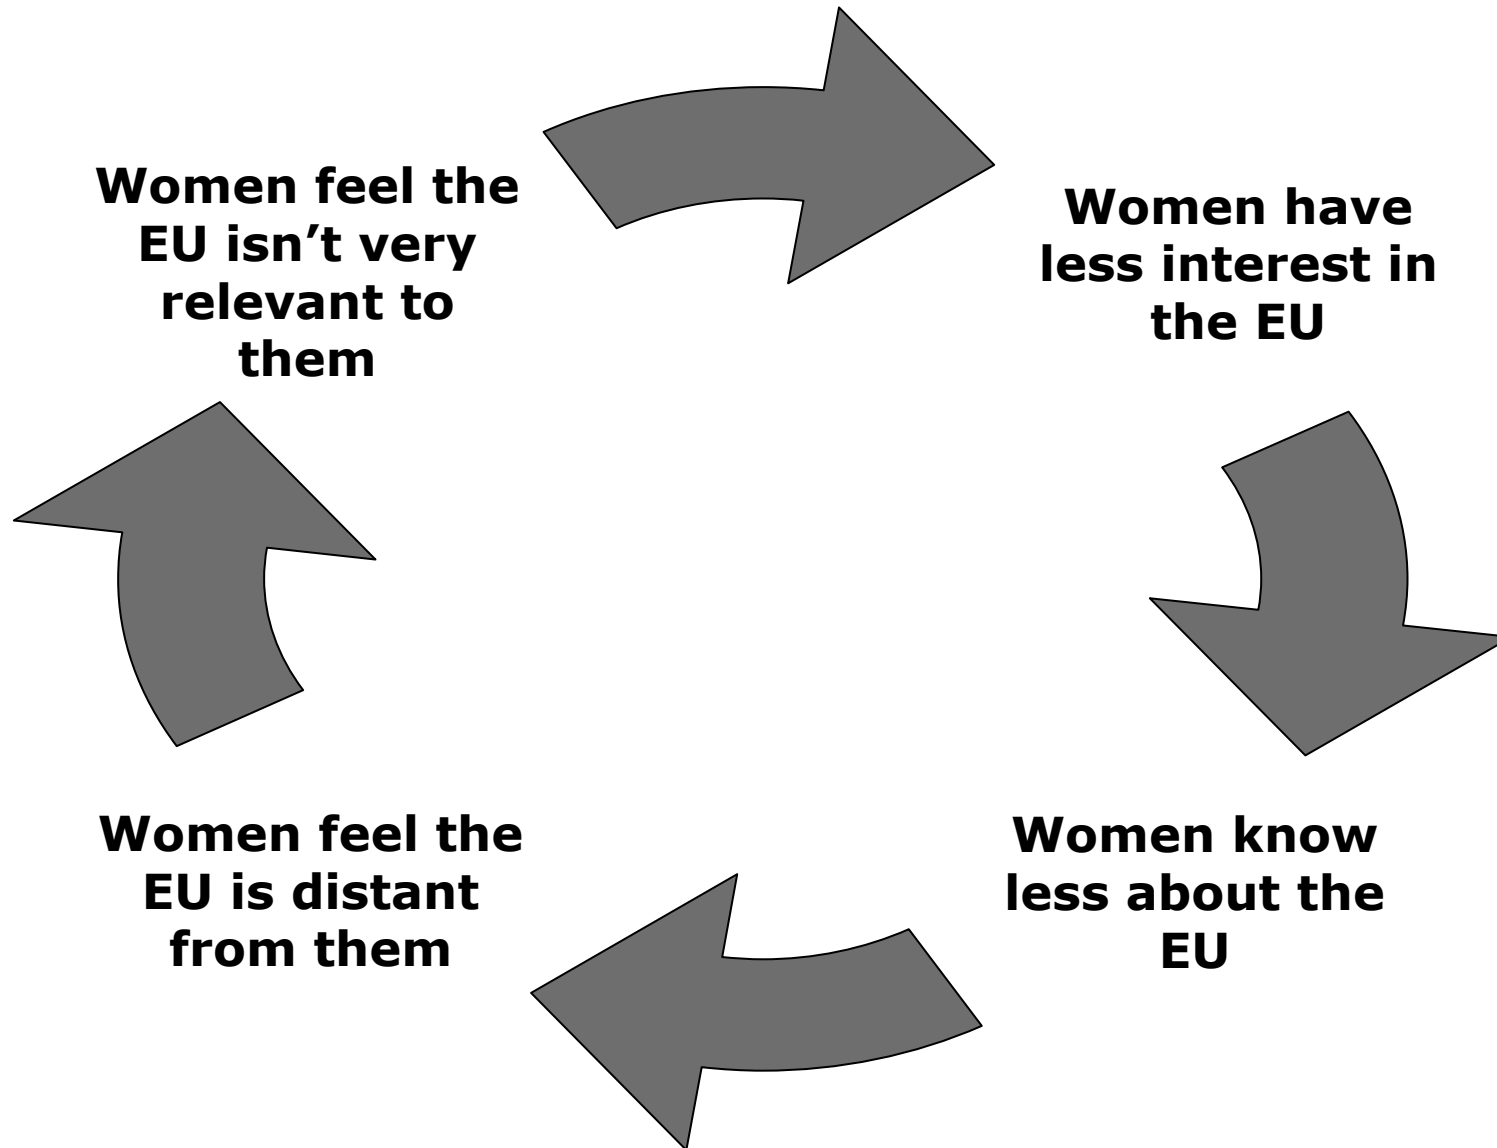 Women feel the
EU isn’t very
relevant to
them
Women have
less interest in
the EU
Women know
less about the
EU
Women feel the
EU is distant
from them